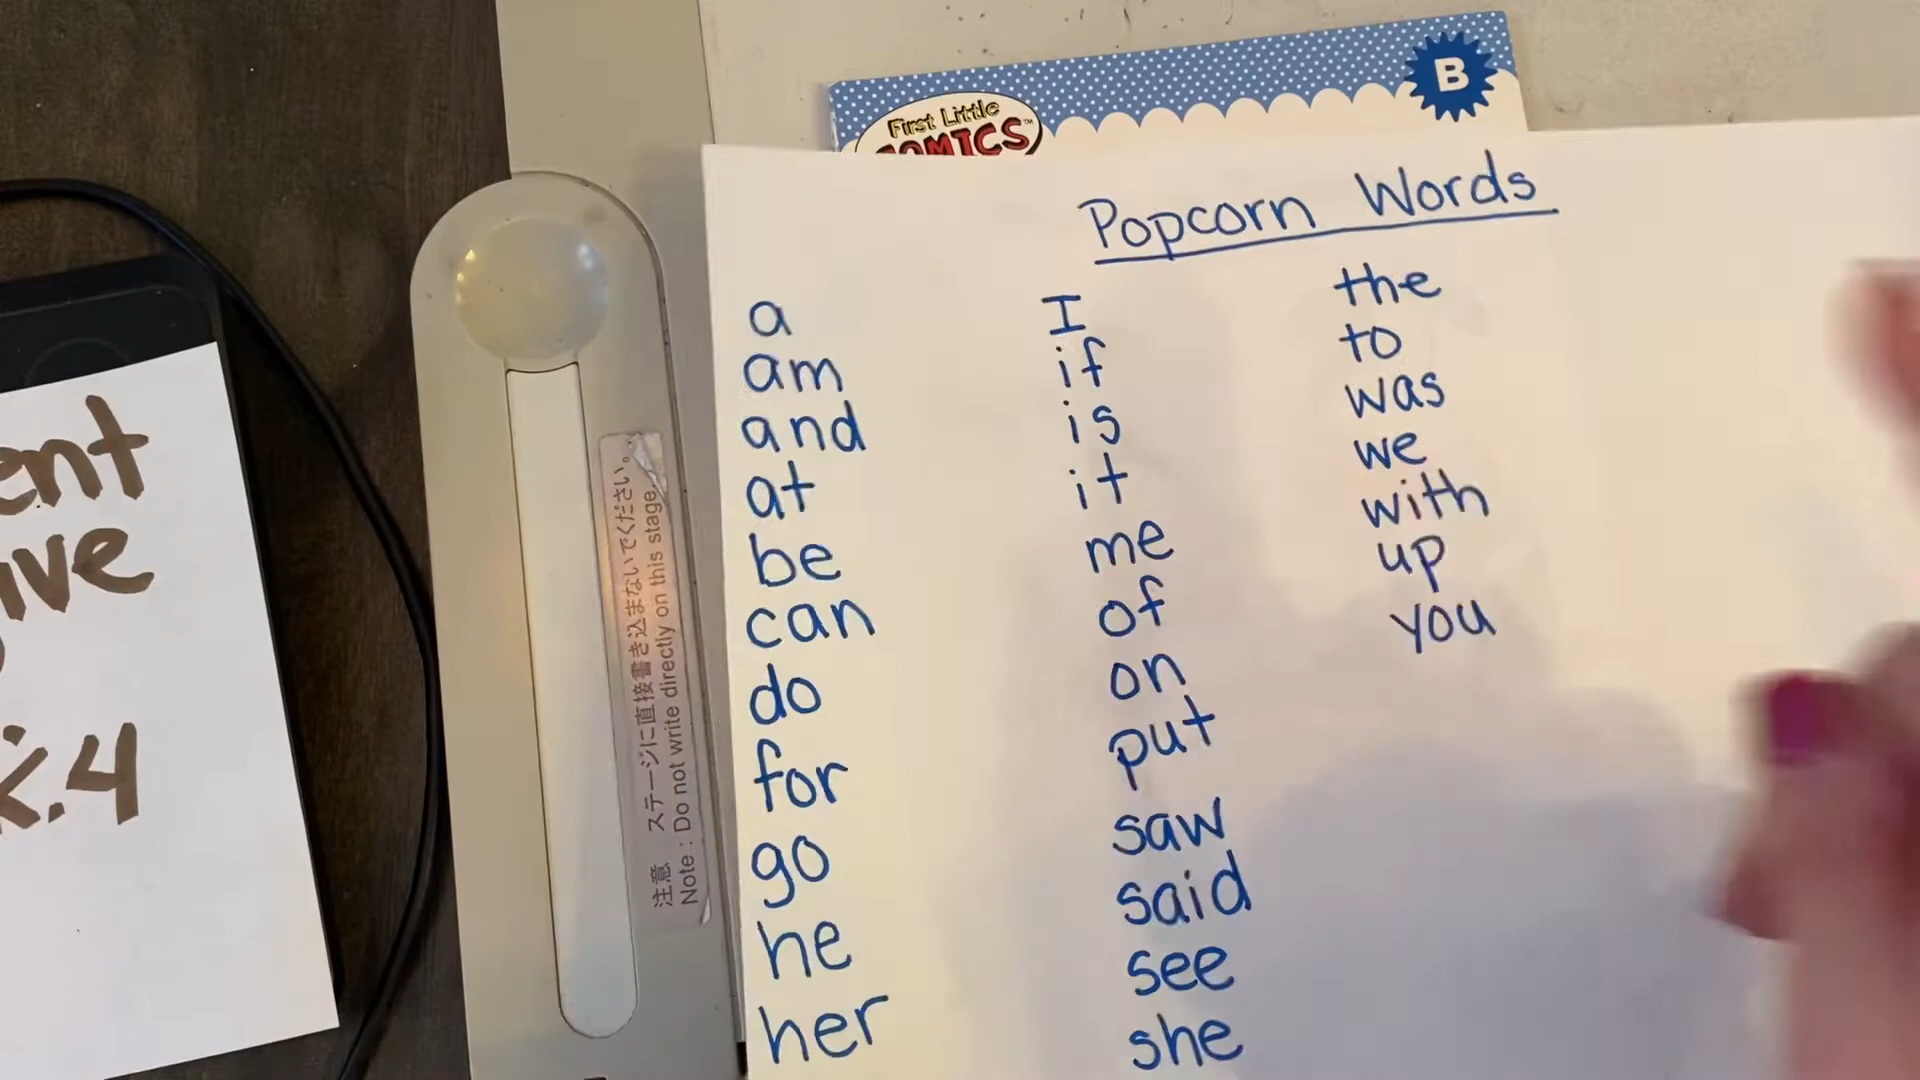 B
First Little
COMICS™
Popcorn Words
a
am
and
at
be
can
do
for
go
he
her
I
if
is
it
me
of
on
put
saw
said
see
she
the
to
was
we
with
up
you
注意 ステージに直接書き込まないでください。
Note : Do not write directly on this stage.
ent
ive
.4